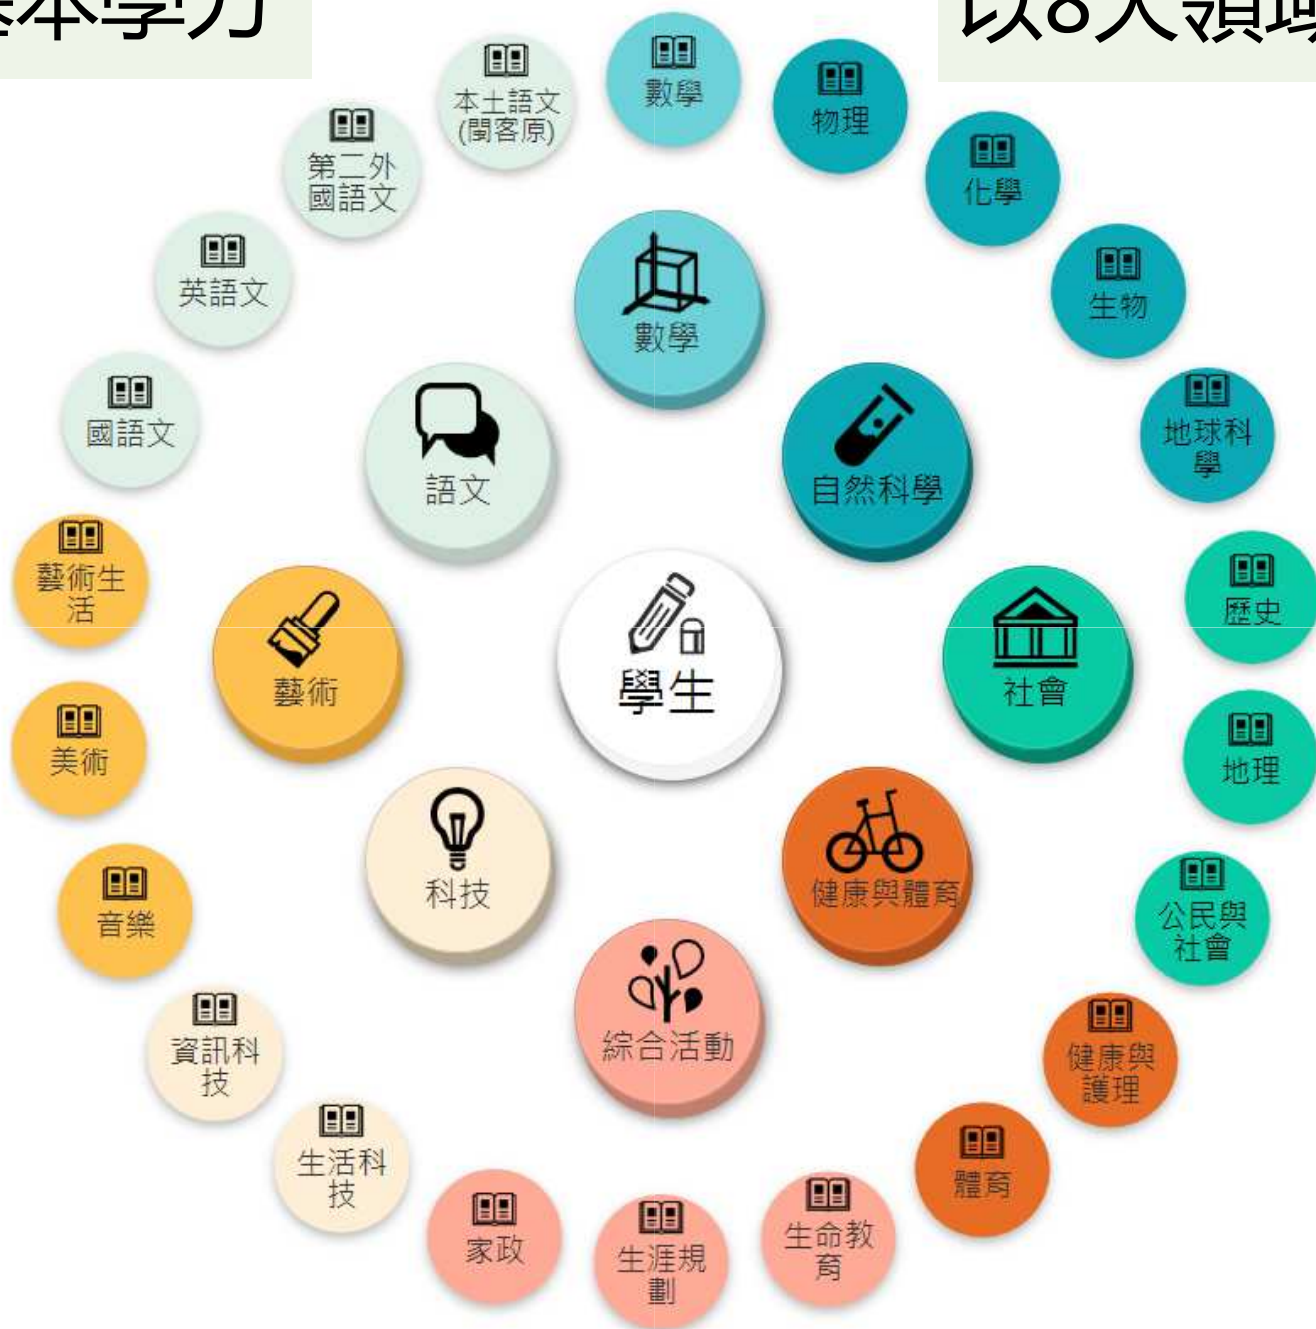 基本學力
以8大領域
數學
物理
化學
生物
地球科
學
歷史
地理
公民與
社會
健康與
護理
體育
生命教
育
生涯規
劃
家政
生活科
技
資訊科
技
音樂
美術
藝術生
活
國語文
英語文
第二外
國語文
本土語文
(閩客原)
數學
自然科學
社會
健康與體育
綜合活動
科技
藝術
語文
學生